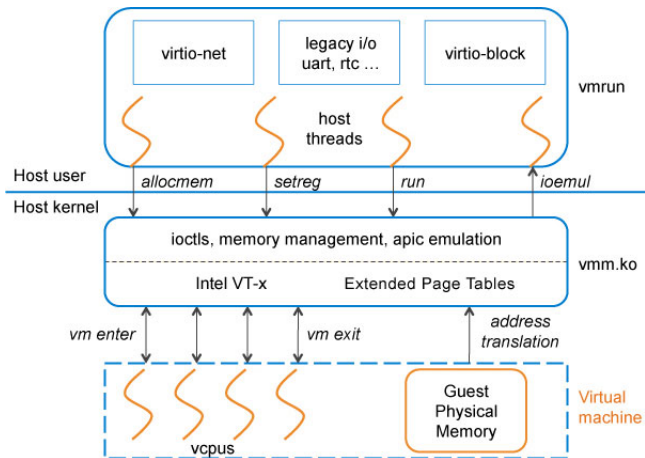 virtio-net
legacy i/o
uart, rtc ...
virtio-block
vmrun
host
threads
Host user
allocmem
setreg
run
ioemul
Host kernel
ioctls, memory management, apic emulation
vmm.ko
Intel VT-x
Extended Page Tables
vm enter
vm exit
address
translation
Guest
Physical
Memory
Virtual
machine
vcpus